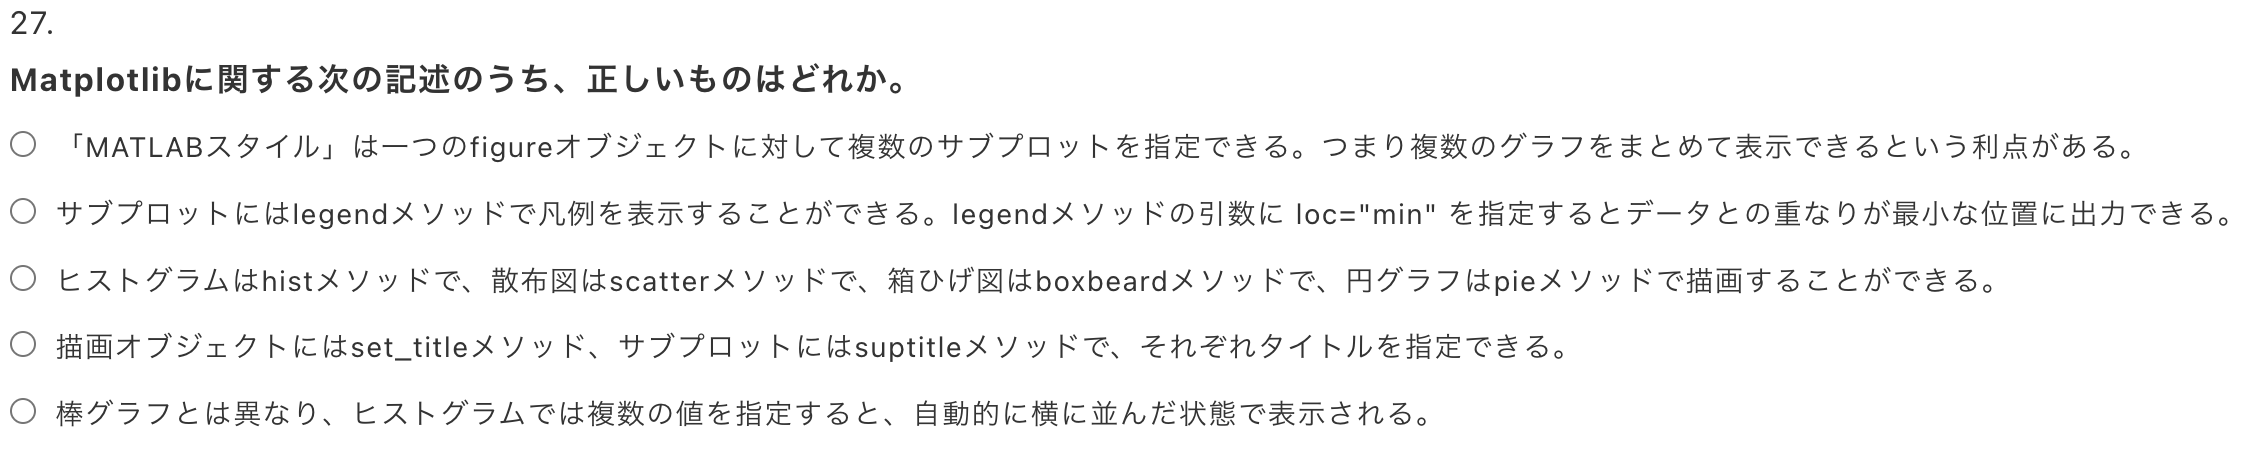 27.
Matplotlibに関する次の記述のうち、正しいものはどれか。
「MATLABスタイル」は一つのfigureオブジェクトに対して複数のサブプロットを指定できる。つまり複数のグラフをまとめて表示できるという利点がある。
サブプロットにはlegendメソッドで凡例を表示することができる。legendメソッドの引数に loc="min" を指定するとデータとの重なりが最小な位置に出力できる。
ヒストグラムはhistメソッドで、散布図はscatterメソッドで、箱ひげ図はboxbeardメソッドで、円グラフはpieメソッドで描画することができる。
描画オブジェクトにはset_titleメソッド、サブプロットにはsuptitleメソッドで、それぞれタイトルを指定できる。
棒グラフとは異なり、ヒストグラムでは複数の値を指定すると、自動的に横に並んだ状態で表示される。